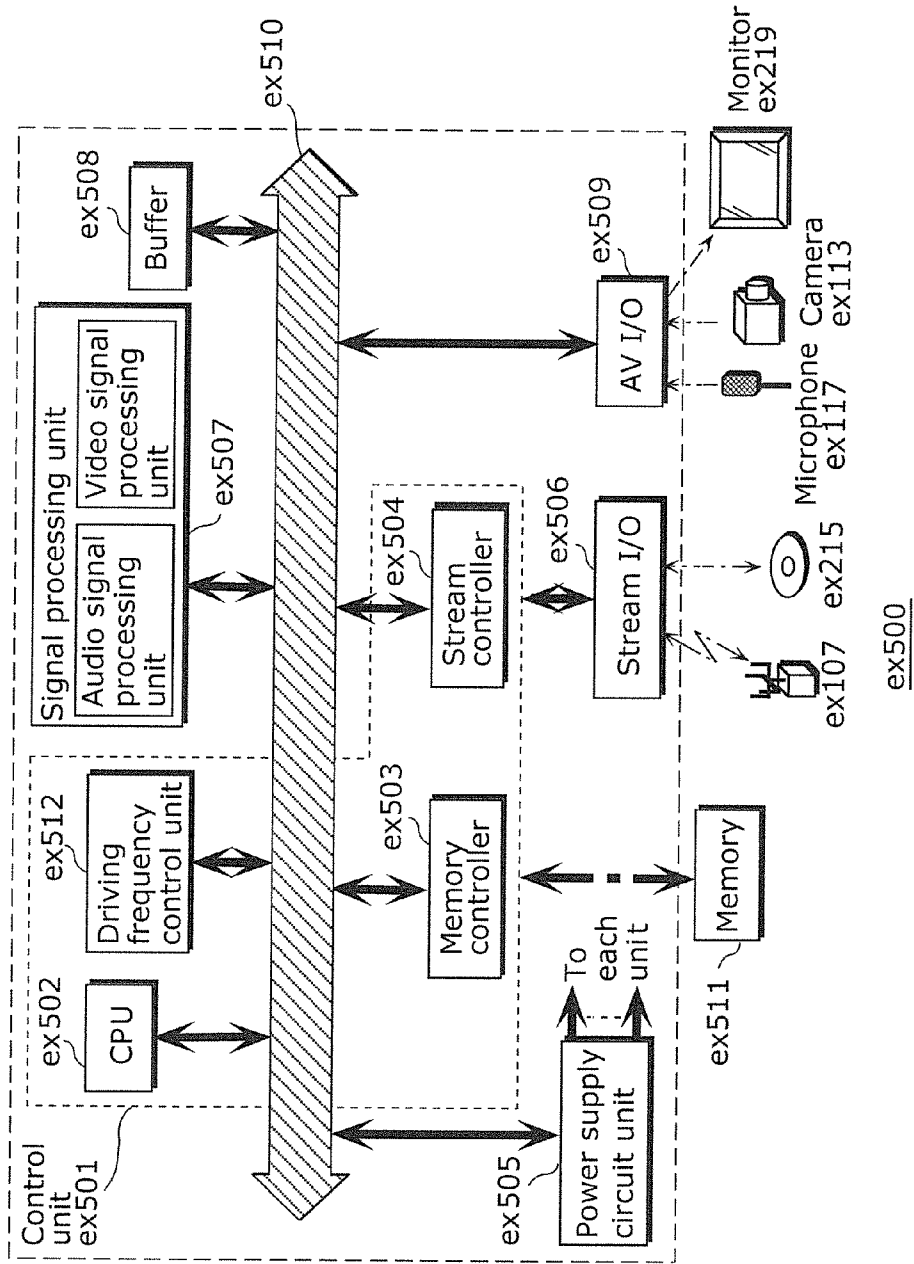 Control
unit
ex501
ex502
CPU
ex512
Driving
frequency
control unit
Signal processing unit
Audio signal
processing
unit
Video signal
processing
unit
ex507
ex508
Buffer
ex510
ex503
Memory
controller
ex504
Stream
controller
ex505
Power supply
circuit unit
To
each
unit
ex506
Stream I/O
ex509
AV I/O
ex511
Memory
ex107
ex215
Microphone
ex117
Camera
ex113
Monitor
ex219
ex500